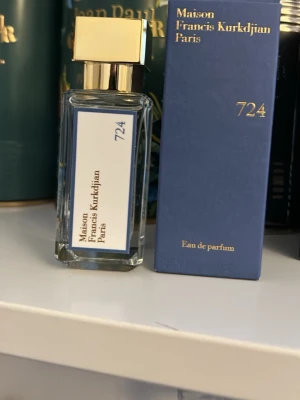 Maison
Francis Kurkdjian
Paris
724
Maison
Francis Kurkdjian
Paris
724
Eau de parfum